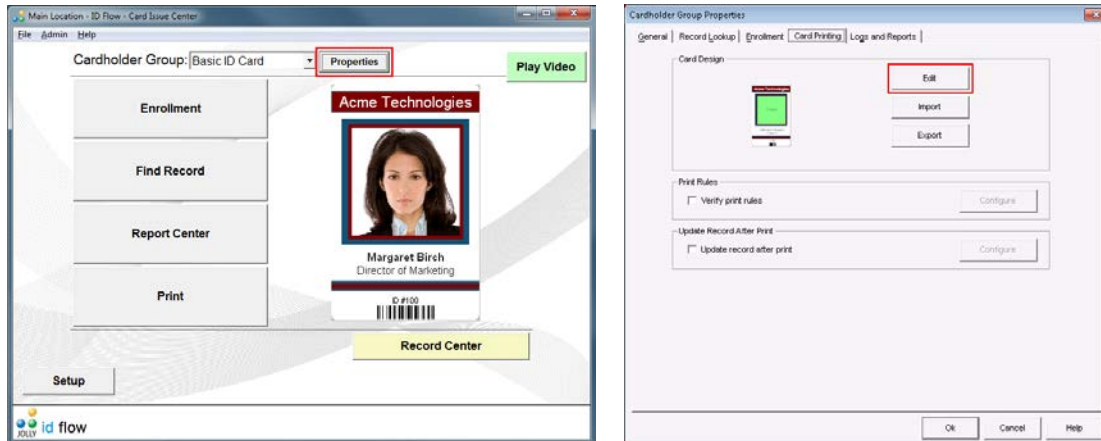 Main Location - ID Flow - Card Issue Center
File Admin Help
Cardholder Group: Basic ID Card Properties
Play Video
Enrollment
Find Record
Report Center
Print
Acme Technologies
Margaret Birch
Director of Marketing
ID #100
Record Center
Setup
JOLLY id flow
Cardholder Group Properties
General Record Lookup Enrolment Card Printing Logs and Reports
Card Design
Edit
Import
Export
Print Rules
Verify print rules Configure
Update Record After Print
Update record after print Configure
Ok Cancel Help